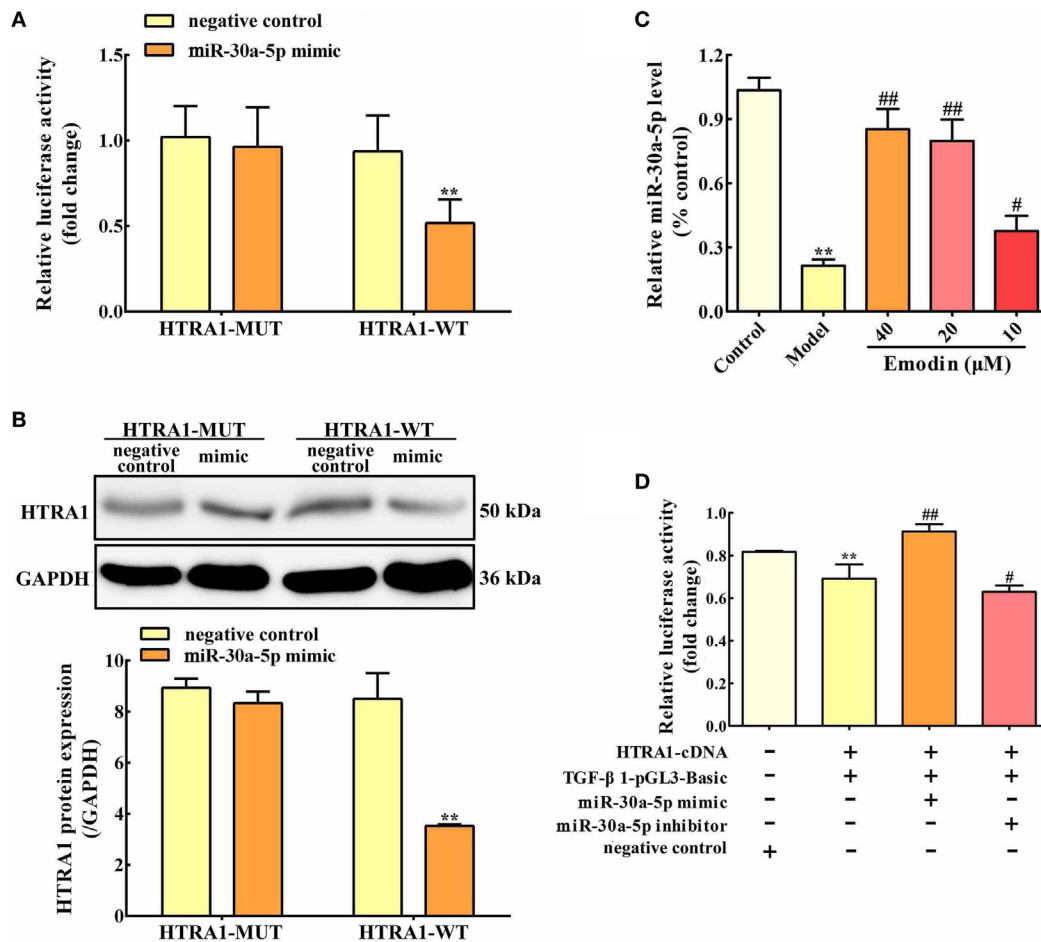 A
negative control
miR-30a-5p mimic
Relative luciferase activity
(fold change)
1.5
1.0
0.5
0.0
**
HTRA1-MUT
HTRA1-WT
C
Relative miR-30a-5p level
(% control)
1.2
0.9
0.6
0.3
0.0
**
##
##
#
Control
Model
40
20
10
Emodin (μM)
B
HTRA1-MUT
HTRA1-WT
negative
control
mimic
negative
control
mimic
HTRA1
50 kDa
GAPDH
36 kDa
negative control
miR-30a-5p mimic
HTRA1 protein expression
(/GAPDH)
10
8
6
4
2
0
**
HTRA1-MUT
HTRA1-WT
D
Relative luciferase activity
(fold change)
1.0
0.8
0.6
0.4
0.2
0.0
**
##
#
HTRA1-cDNA − + + +
TGF-β 1-pGL3-Basic − + + +
miR-30a-5p mimic − − + −
miR-30a-5p inhibitor − − − +
negative control + − − −